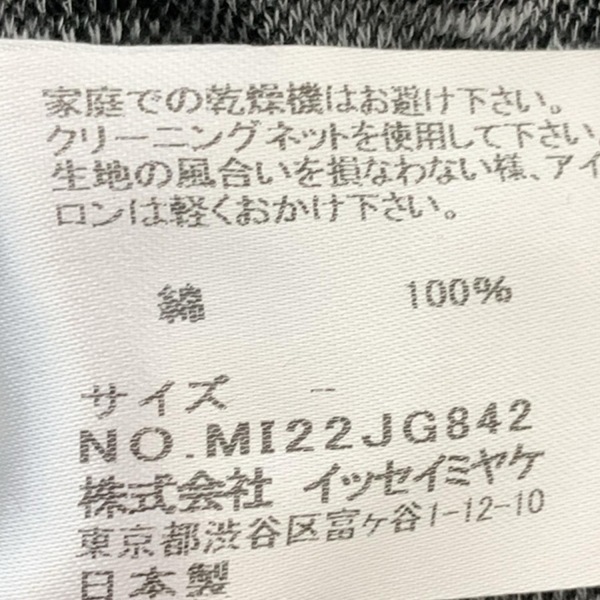 家庭での乾燥機はお避け下さい。
クリーニングネットを使用して下さい。
生地の風合いを損なわない様、アイ
ロンは軽くおかけ下さい。
綿 100%
サイズ --
NO.MI22JG842
株式会社 イッセイミヤケ
東京都渋谷区富ヶ谷1-12-10
日本製